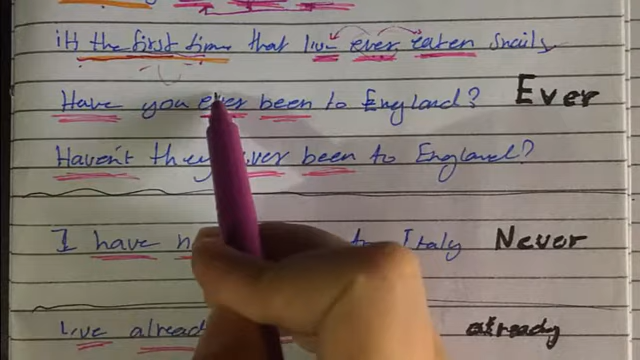 it's the first time that I've ever eaten snails
Have you ever been to England? Ever
Haven't they ever been to England?
I have to Italy Never
I've already already